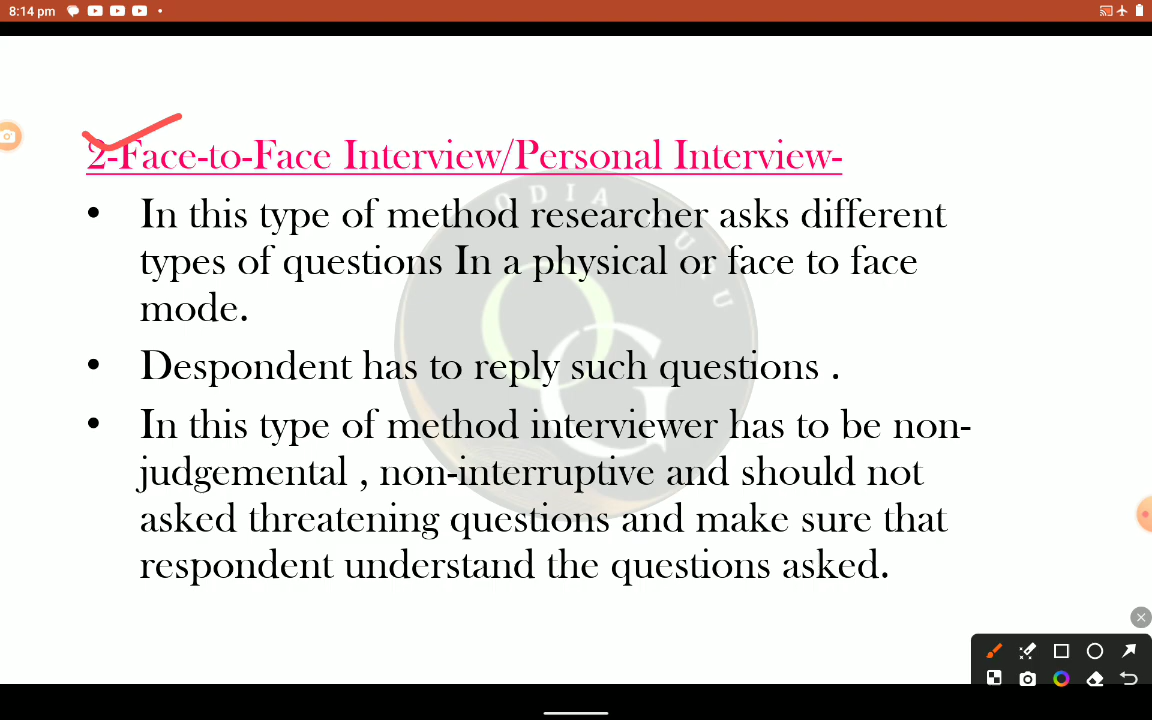 8:14 pm
2-Face-to-Face Interview/Personal Interview-
• In this type of method researcher asks different
types of questions In a physical or face to face
mode.
• Despondent has to reply such questions .
• In this type of method interviewer has to be non-
judgemental , non-interruptive and should not
asked threatening questions and make sure that
respondent understand the questions asked.
ODIA GURU
OG